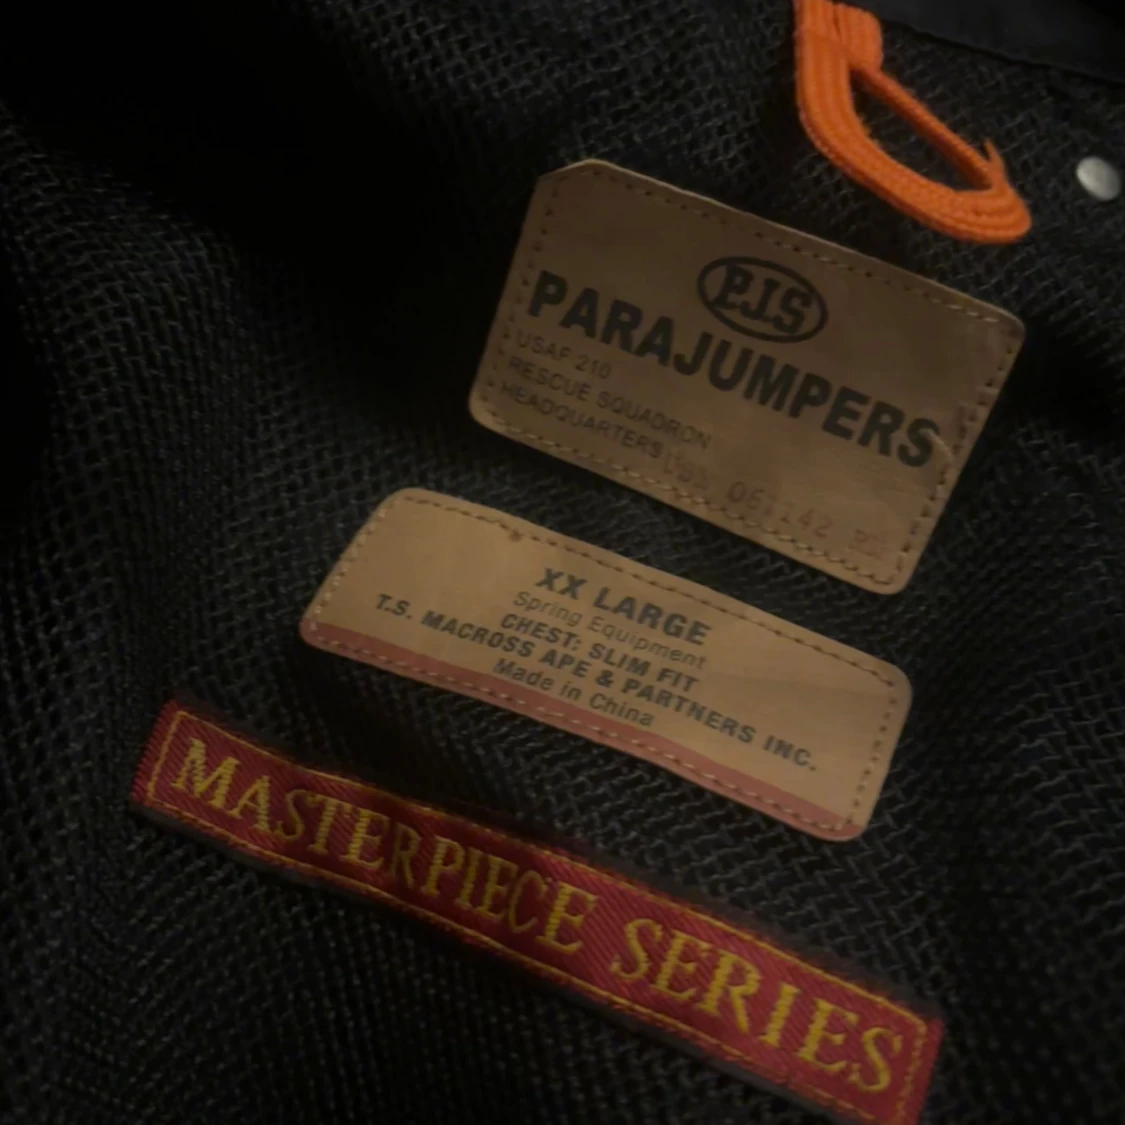 P.J.S
PARAJUMPERS
USAF 210
RESCUE SQUADRON
HEADQUARTERS
XX LARGE
Spring Equipment
CHEST: SLIM FIT
T.S. MACROSS APE & PARTNERS INC.
Made in China
MASTERPIECE SERIES